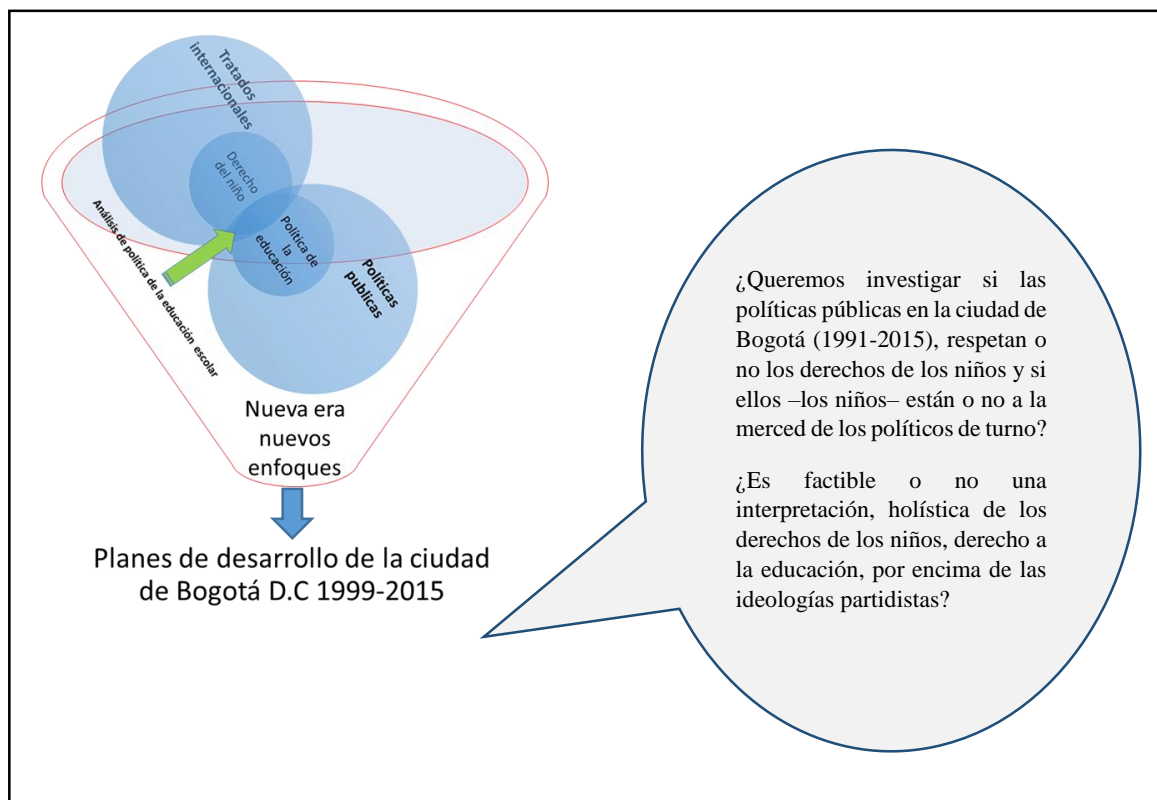 Tratados
internacionales
Derecho
del niño
Política de
la
educación
Políticas
publicas
Análisis de política de la educación escolar
Nueva era
nuevos
enfoques
Planes de desarrollo de la ciudad
de Bogotá D.C 1999-2015
¿Queremos investigar si las
políticas públicas en la ciudad de
Bogotá (1991-2015), respetan o
no los derechos de los niños y si
ellos –los niños– están o no a la
merced de los políticos de turno?
¿Es factible o no una
interpretación, holística de los
derechos de los niños, derecho a
la educación, por encima de las
ideologías partidistas?